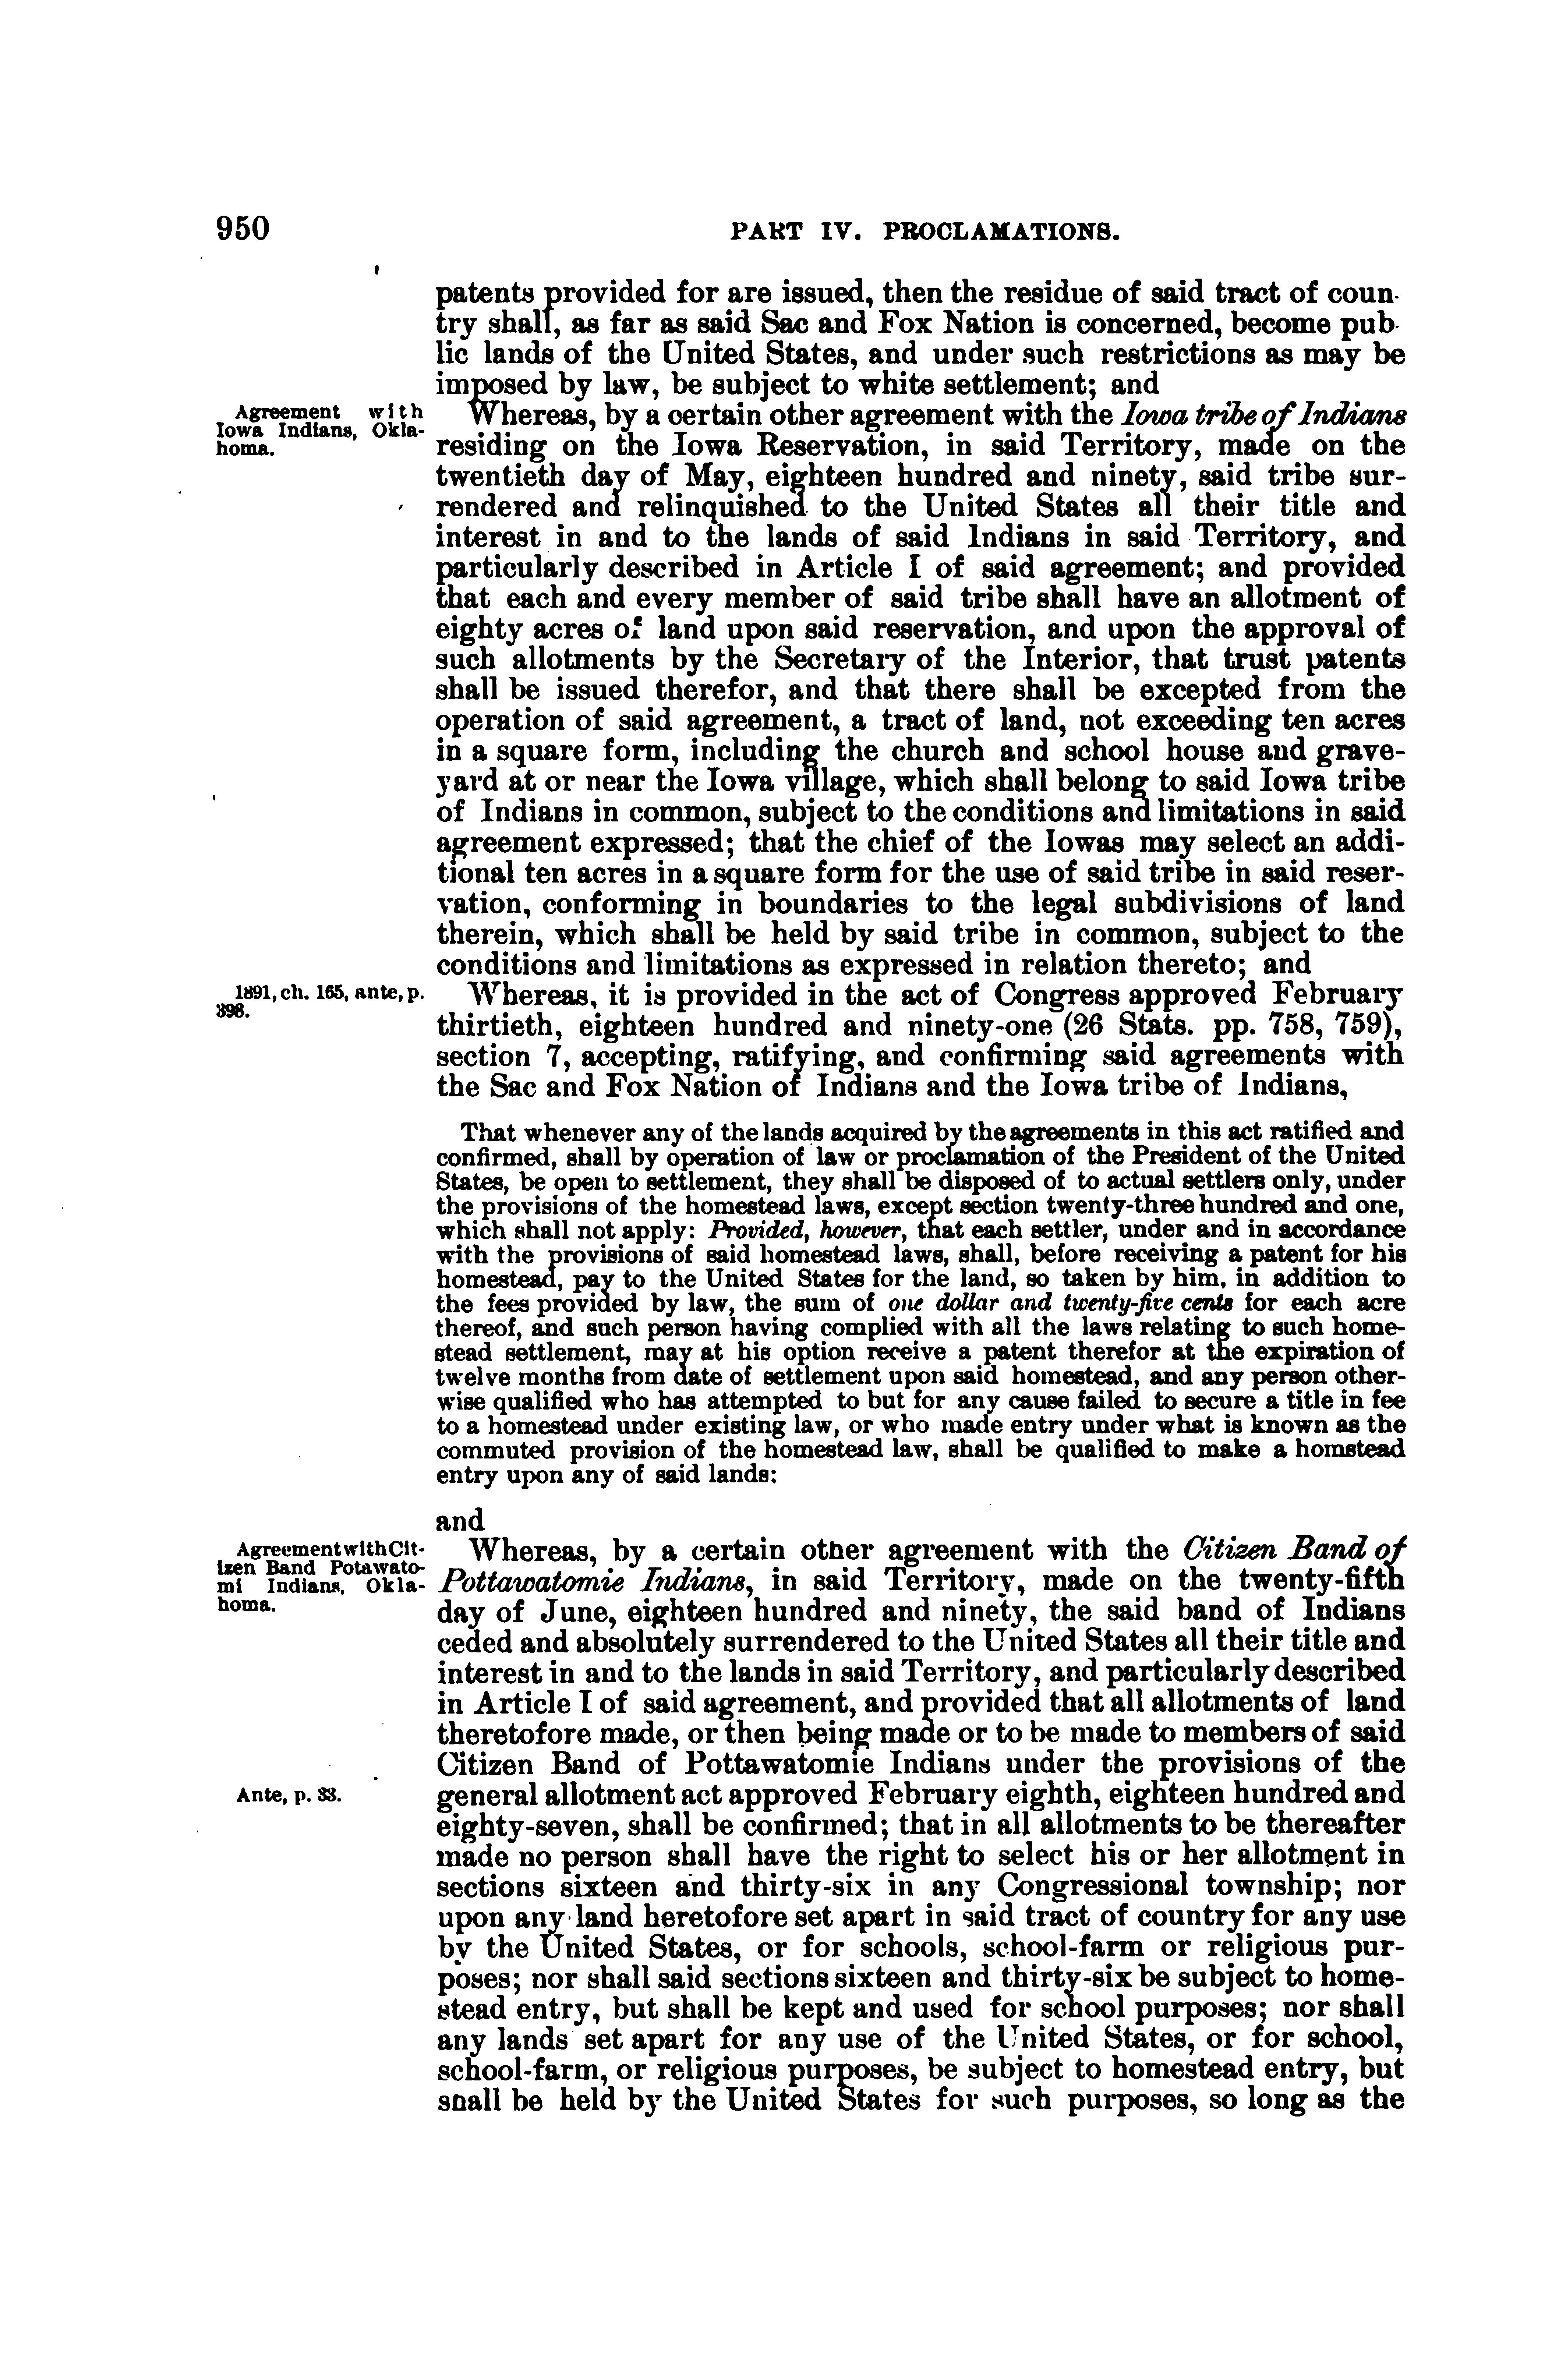 950
PART IV. PROCLAMATIONS.
patents provided for are issued, then the residue of said tract of coun-
try shall, as far as said Sac and Fox Nation is concerned, become pub-
lic lands of the United States, and under such restrictions as may be
imposed by law, be subject to white settlement; and
Agreement with
Iowa Indians, Okla-
homa.
Whereas, by a certain other agreement with the Iowa tribe of Indians
residing on the Iowa Reservation, in said Territory, made on the
twentieth day of May, eighteen hundred and ninety, said tribe sur-
rendered and relinquished to the United States all their title and
interest in and to the lands of said Indians in said Territory, and
particularly described in Article I of said agreement; and provided
that each and every member of said tribe shall have an allotment of
eighty acres of land upon said reservation, and upon the approval of
such allotments by the Secretary of the Interior, that trust patents
shall be issued therefor, and that there shall be excepted from the
operation of said agreement, a tract of land, not exceeding ten acres
in a square form, including the church and school house and grave-
yard at or near the Iowa village, which shall belong to said Iowa tribe
of Indians in common, subject to the conditions and limitations in said
agreement expressed; that the chief of the Iowas may select an addi-
tional ten acres in a square form for the use of said tribe in said reser-
vation, conforming in boundaries to the legal subdivisions of land
therein, which shall be held by said tribe in common, subject to the
conditions and limitations as expressed in relation thereto; and
1891, ch. 165, ante, p.
398.
Whereas, it is provided in the act of Congress approved February
thirtieth, eighteen hundred and ninety-one (26 Stats. pp. 758, 759),
section 7, accepting, ratifying, and confirming said agreements with
the Sac and Fox Nation of Indians and the Iowa tribe of Indians,
That whenever any of the lands acquired by the agreements in this act ratified and
confirmed, shall by operation of law or proclamation of the President of the United
States, be open to settlement, they shall be disposed of to actual settlers only, under
the provisions of the homestead laws, except section twenty-three hundred and one,
which shall not apply: Provided, however, that each settler, under and in accordance
with the provisions of said homestead laws, shall, before receiving a patent for his
homestead, pay to the United States for the land, so taken by him, in addition to
the fees provided by law, the sum of one dollar and twenty-five cents for each acre
thereof, and such person having complied with all the laws relating to such home-
stead settlement, may at his option receive a patent therefor at the expiration of
twelve months from date of settlement upon said homestead, and any person other-
wise qualified who has attempted to but for any cause failed to secure a title in fee
to a homestead under existing law, or who made entry under what is known as the
commuted provision of the homestead law, shall be qualified to make a homstead
entry upon any of said lands:
and
Agreement with Cit-
izen Band Potawato-
mi Indians, Okla-
homa.
Whereas, by a certain other agreement with the Citizen Band of
Pottawatomie Indians, in said Territory, made on the twenty-fifth
day of June, eighteen hundred and ninety, the said band of Indians
ceded and absolutely surrendered to the United States all their title and
interest in and to the lands in said Territory, and particularly described
in Article I of said agreement, and provided that all allotments of land
theretofore made, or then being made or to be made to members of said
Citizen Band of Pottawatomie Indians under the provisions of the
Ante, p. 33.
general allotment act approved February eighth, eighteen hundred and
eighty-seven, shall be confirmed; that in all allotments to be thereafter
made no person shall have the right to select his or her allotment in
sections sixteen and thirty-six in any Congressional township; nor
upon any land heretofore set apart in said tract of country for any use
by the United States, or for schools, school-farm or religious pur-
poses; nor shall said sections sixteen and thirty-six be subject to home-
stead entry, but shall be kept and used for school purposes; nor shall
any lands set apart for any use of the United States, or for school,
school-farm, or religious purposes, be subject to homestead entry, but
shall be held by the United States for such purposes, so long as the